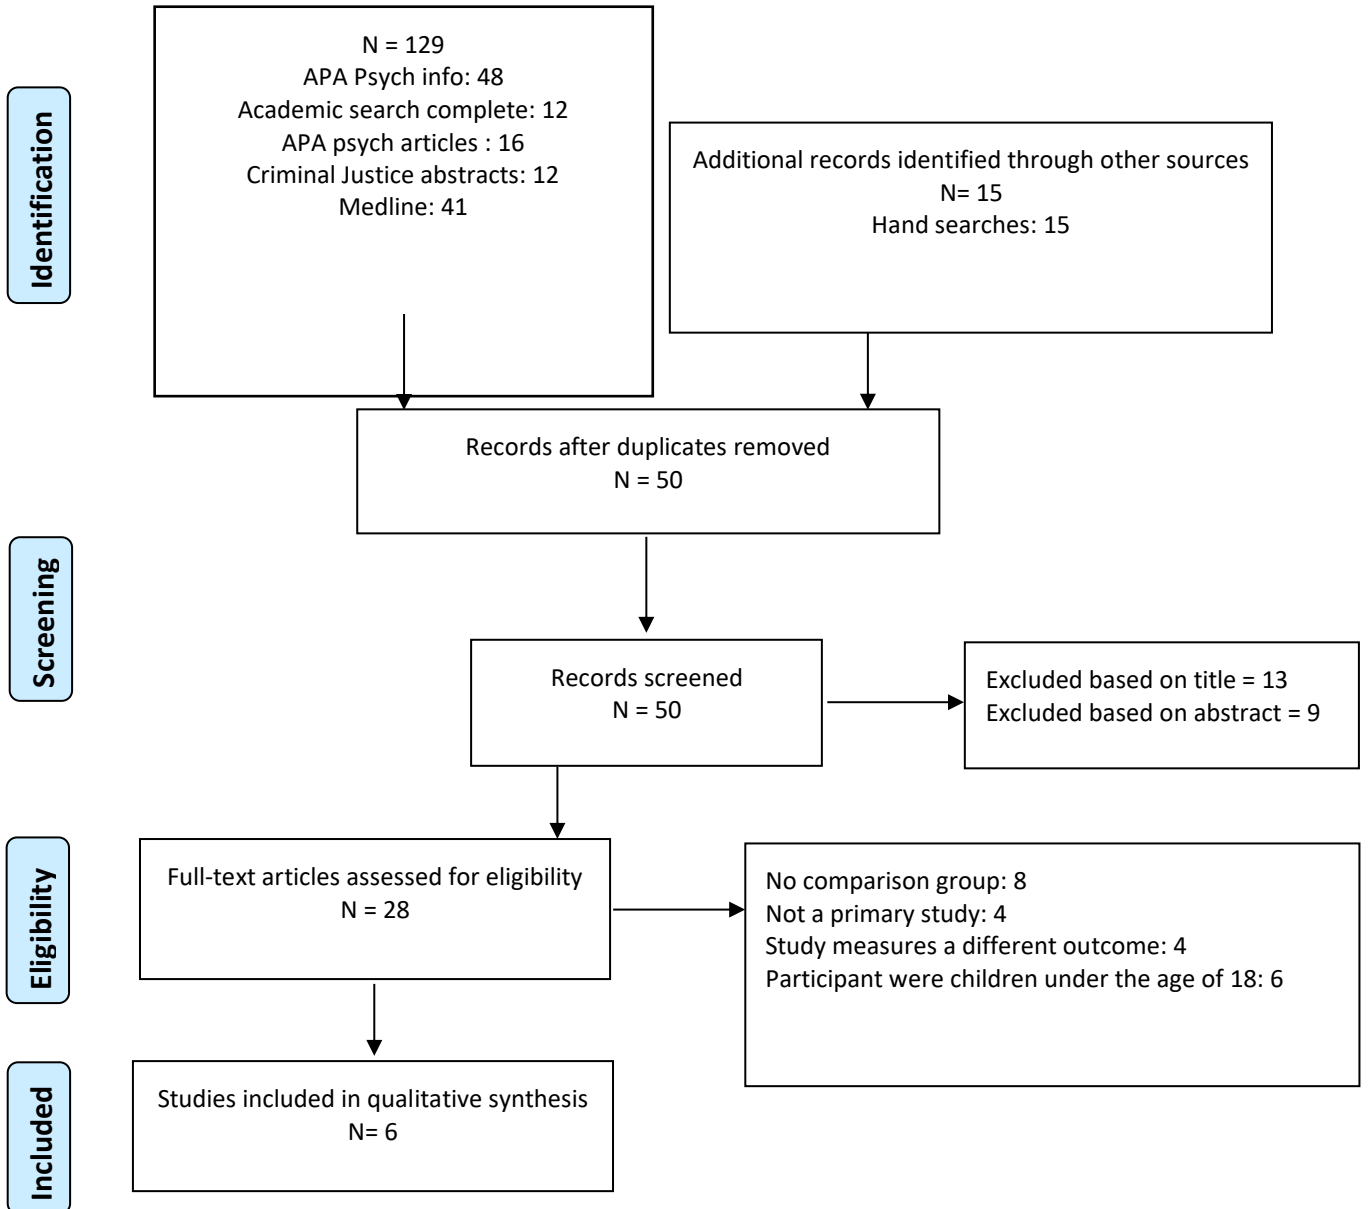 Identification
N = 129
APA Psych info: 48
Academic search complete: 12
APA psych articles : 16
Criminal Justice abstracts: 12
Medline: 41
Additional records identified through other sources
N= 15
Hand searches: 15
Records after duplicates removed
N = 50
Screening
Records screened
N = 50
Excluded based on title = 13
Excluded based on abstract = 9
Eligibility
Full-text articles assessed for eligibility
N = 28
No comparison group: 8
Not a primary study: 4
Study measures a different outcome: 4
Participant were children under the age of 18: 6
Included
Studies included in qualitative synthesis
N= 6